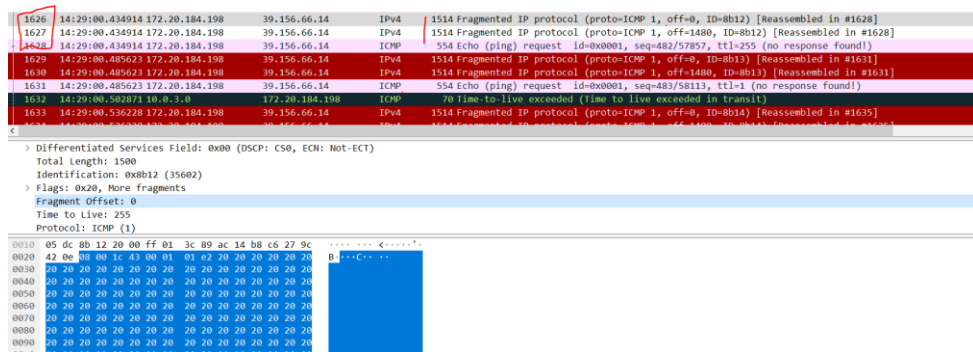 1626 14:29:00.434914 172.20.184.198 39.156.66.14 IPv4 1514 Fragmented IP protocol (proto=ICMP 1, off=0, ID=8b12) [Reassembled in #1628]
1627 14:29:00.434914 172.20.184.198 39.156.66.14 IPv4 1514 Fragmented IP protocol (proto=ICMP 1, off=1480, ID=8b12) [Reassembled in #1628]
1628 14:29:00.434914 172.20.184.198 39.156.66.14 ICMP 554 Echo (ping) request id=0x0001, seq=482/57857, ttl=255 (no response found!)
1629 14:29:00.485623 172.20.184.198 39.156.66.14 IPv4 1514 Fragmented IP protocol (proto=ICMP 1, off=0, ID=8b13) [Reassembled in #1631]
1630 14:29:00.485623 172.20.184.198 39.156.66.14 IPv4 1514 Fragmented IP protocol (proto=ICMP 1, off=1480, ID=8b13) [Reassembled in #1631]
1631 14:29:00.485623 172.20.184.198 39.156.66.14 ICMP 554 Echo (ping) request id=0x0001, seq=483/58113, ttl=1 (no response found!)
1632 14:29:00.502871 10.0.3.0 172.20.184.198 ICMP 70 Time-to-live exceeded (Time to live exceeded in transit)
1633 14:29:00.536228 172.20.184.198 39.156.66.14 IPv4 1514 Fragmented IP protocol (proto=ICMP 1, off=0, ID=8b14) [Reassembled in #1635]
> Differentiated Services Field: 0x00 (DSCP: CS0, ECN: Not-ECT)
Total Length: 1500
Identification: 0x8b12 (35602)
> Flags: 0x20, More fragments
Fragment Offset: 0
Time to Live: 255
Protocol: ICMP (1)
0010 05 dc 8b 12 20 00 ff 01 3c 89 ac 14 b8 c6 27 9c ···· ··· <·····'·
0020 42 0e 08 00 1c 43 00 01 01 e2 20 20 20 20 20 20 B····C·· ··
0030 20 20 20 20 20 20 20 20 20 20 20 20 20 20 20 20
0040 20 20 20 20 20 20 20 20 20 20 20 20 20 20 20 20
0050 20 20 20 20 20 20 20 20 20 20 20 20 20 20 20 20
0060 20 20 20 20 20 20 20 20 20 20 20 20 20 20 20 20
0070 20 20 20 20 20 20 20 20 20 20 20 20 20 20 20 20
0080 20 20 20 20 20 20 20 20 20 20 20 20 20 20 20 20
0090 20 20 20 20 20 20 20 20 20 20 20 20 20 20 20 20